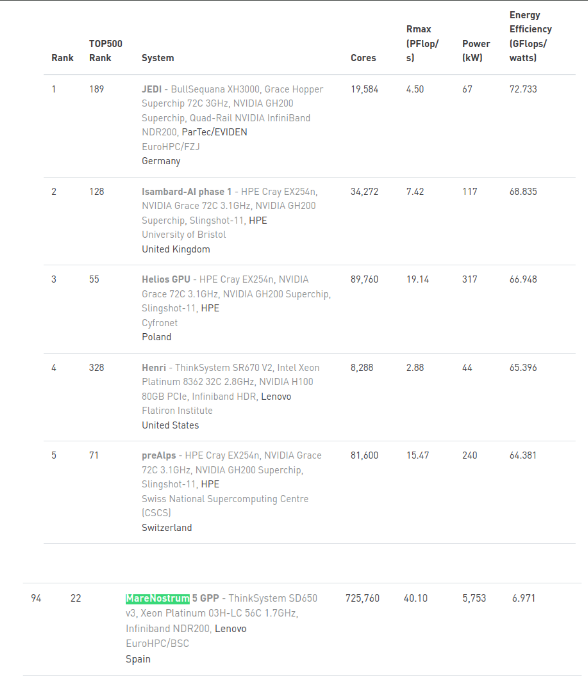 Rank TOP500 Rank System Cores Rmax (PFlop/s) Power (kW) Energy Efficiency (GFlops/watts)
1 189 JEDI - BullSequana XH3000, Grace Hopper 19,584 4.50 67 72.733
Superchip 72C 3GHz, NVIDIA GH200
Superchip, Quad-Rail NVIDIA InfiniBand
NDR200, ParTec/EVIDEN
EuroHPC/FZJ
Germany
2 128 Isambard-AI phase 1 - HPE Cray EX254n, 34,272 7.42 117 68.835
NVIDIA Grace 72C 3.1GHz, NVIDIA GH200
Superchip, Slingshot-11, HPE
University of Bristol
United Kingdom
3 55 Helios GPU - HPE Cray EX254n, NVIDIA 89,760 19.14 317 66.948
Grace 72C 3.1GHz, NVIDIA GH200 Superchip,
Slingshot-11, HPE
Cyfronet
Poland
4 328 Henri - ThinkSystem SR670 V2, Intel Xeon 8,288 2.88 44 65.396
Platinum 8362 32C 2.8GHz, NVIDIA H100
80GB PCIe, Infiniband HDR, Lenovo
Flatiron Institute
United States
5 71 preAlps - HPE Cray EX254n, NVIDIA Grace 81,600 15.47 240 64.381
72C 3.1GHz, NVIDIA GH200 Superchip,
Slingshot-11, HPE
Swiss National Supercomputing Centre
(CSCS)
Switzerland
94 22 MareNostrum 5 GPP - ThinkSystem SD650 725,760 40.10 5,753 6.971
v3, Xeon Platinum 03H-LC 56C 1.7GHz,
Infiniband NDR200, Lenovo
EuroHPC/BSC
Spain